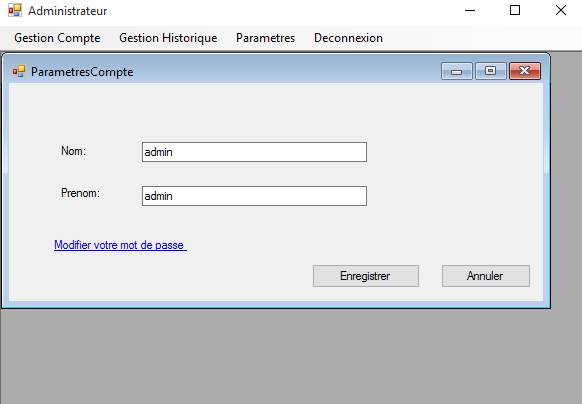 Administrateur
Gestion Compte Gestion Historique Parametres Deconnexion
ParametresCompte
Nom: admin
Prenom: admin
Modifier votre mot de passe
Enregistrer Annuler